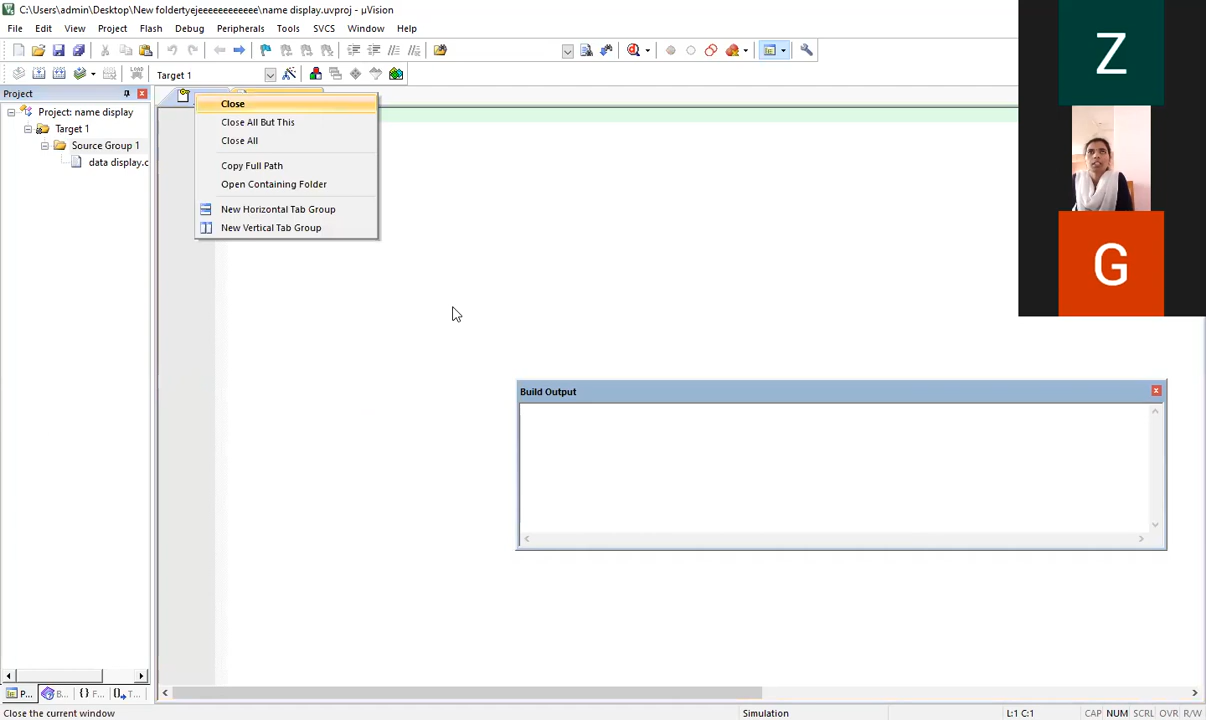 C:\Users\admin\Desktop\New foldertyejeeeeeeeeeeee\name display.uvproj - µVision
File Edit View Project Flash Debug Peripherals Tools SVCS Window Help
Target 1
Project
Project: name display
Target 1
Source Group 1
data display.c
Close
Close All But This
Close All
Copy Full Path
Open Containing Folder
New Horizontal Tab Group
New Vertical Tab Group
Z
G
Build Output
P... B... {} F... {}→ T...
Close the current window
Simulation
L:1 C:1
CAP NUM SCRL OVR R/W